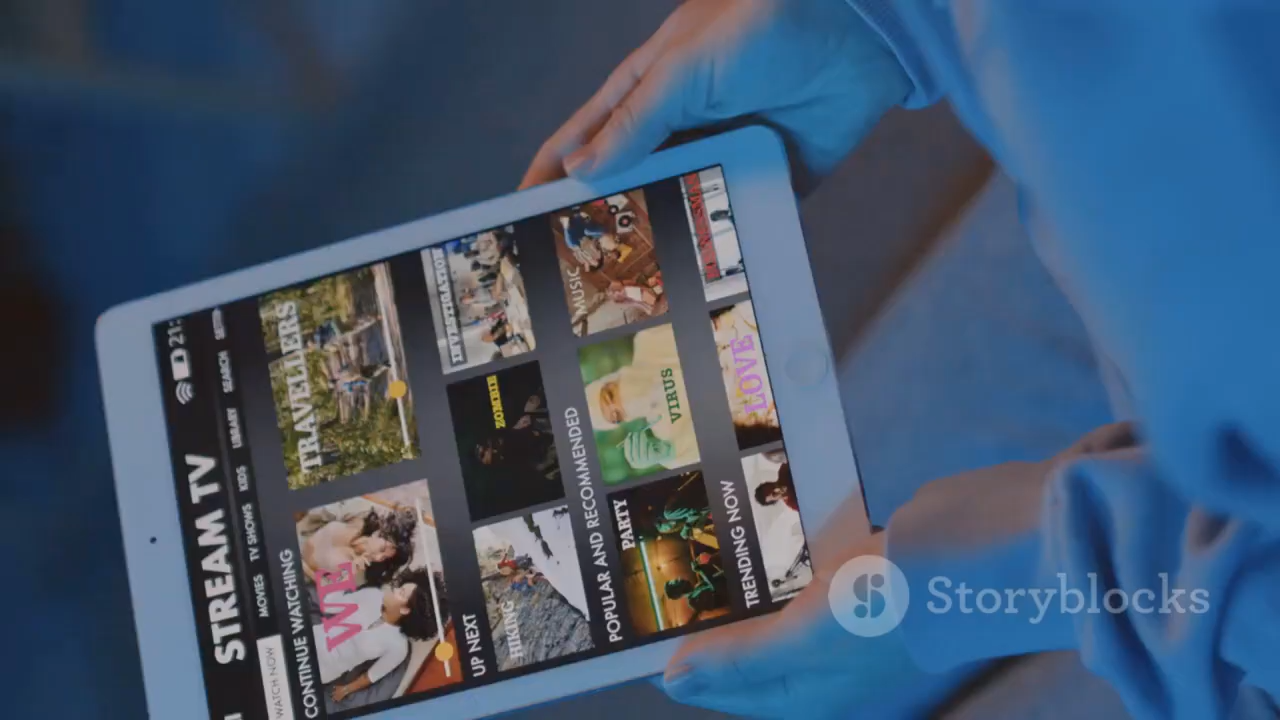 21:
STREAM TV
WATCH NOW MOVIES TV SHOWS KIDS LIBRARY SEARCH
CONTINUE WATCHING
WE TRAVELLERS
UP NEXT
HIKING ZOMBIE INVESTIGATION
POPULAR AND RECOMMENDED
PARTY VIRUS MUSIC
TRENDING NOW
LOVE
Storyblocks